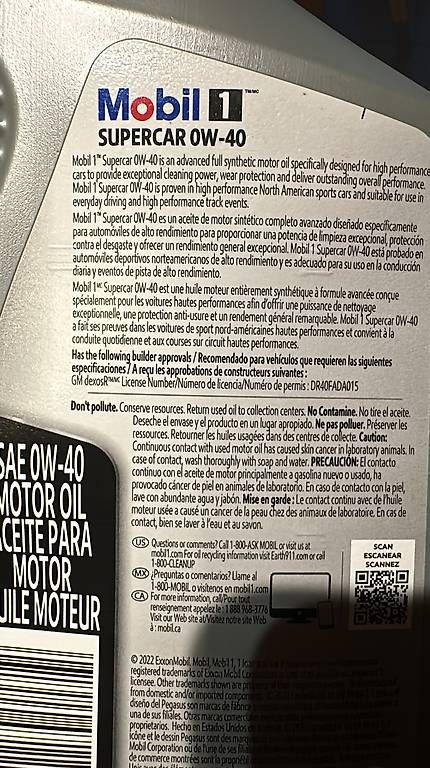 Mobil 1™/MC
SUPERCAR 0W-40
Mobil 1™ Supercar 0W-40 is an advanced full synthetic motor oil specifically designed for high performance
cars to provide exceptional cleaning power, wear protection and deliver outstanding overall performance.
Mobil 1 Supercar 0W-40 is proven in high performance North American sports cars and suitable for use in
everyday driving and high performance track events.
Mobil 1™ Supercar 0W-40 es un aceite de motor sintético completo avanzado diseñado específicamente
para automóviles de alto rendimiento para proporcionar una potencia de limpieza excepcional, protección
contra el desgaste y ofrecer un rendimiento general excepcional. Mobil 1 Supercar 0W-40 está probado en
automóviles deportivos norteamericanos de alto rendimiento y es adecuado para su uso en la conducción
diaria y eventos de pista de alto rendimiento.
Mobil 1MC Supercar 0W-40 est une huile moteur entièrement synthétique à formule avancée conçue
spécialement pour les voitures hautes performances afin d'offrir une puissance de nettoyage
exceptionnelle, une protection anti-usure et un rendement général remarquable. Mobil 1 Supercar 0W-40
a fait ses preuves dans les voitures de sport nord-américaines hautes performances et convient à la
conduite quotidienne et aux courses sur circuit hautes performances.
Has the following builder approvals / Recomendado para vehículos que requieren las siguientes
especificaciones / A reçu les approbations de constructeurs suivantes :
GM dexosR™/MC License Number/Número de licencia/Numéro de permis : DR40FADA015
Don't pollute. Conserve resources. Return used oil to collection centers. No Contamine. No tire el aceite.
Deseche el envase y el producto en un lugar apropiado. Ne pas polluer. Préserver les
ressources. Retourner les huiles usagées dans des centres de collecte. Caution:
Continuous contact with used motor oil has caused skin cancer in laboratory animals. In
case of contact, wash thoroughly with soap and water. PRECAUCIÓN: El contacto
continuo con el aceite de motor principalmente a gasolina nuevo o usado, ha
provocado cáncer de piel en animales de laboratorio. En caso de contacto con la piel,
lave con abundante agua y jabón. Mise en garde : Le contact continu avec de l'huile
moteur usée a causé un cancer de la peau chez des animaux de laboratoire. En cas de
contact, bien se laver à l'eau et au savon.
SAE 0W-40
MOTOR OIL
ACEITE PARA
MOTOR
HUILE MOTEUR
US Questions or comments? Call 1-800-ASK MOBIL or visit us at
mobil1.com For oil recycling information visit Earth911.com or call
1-800-CLEANUP
MX ¿Preguntas o comentarios? Llame al
1-800-MOBIL O visítenos en mobil1.com
CA For more information, call/Pour tout
renseignement appelez le : 1 888 968-3776
Visit our Web site at/Visitez notre site Web
à : mobil.ca
SCAN
ESCANEAR
SCANNEZ
© 2022 ExxonMobil. Mobil, Mobil 1, 1 Icon
registered trademarks of Exxon Mobil Corporation
licensee. Other trademarks shown are property of
from domestic and/or imported components.
diseño del Pegasus son marcas de fábrica
una de sus filiales. Otras marcas comerciales
proprietarios. Hecho en Estados Unidos de
icône et le dessin Pegasus sont des marques
Mobil Corporation ou de l'une de ses filiales
de commerce montrées sont la propriété